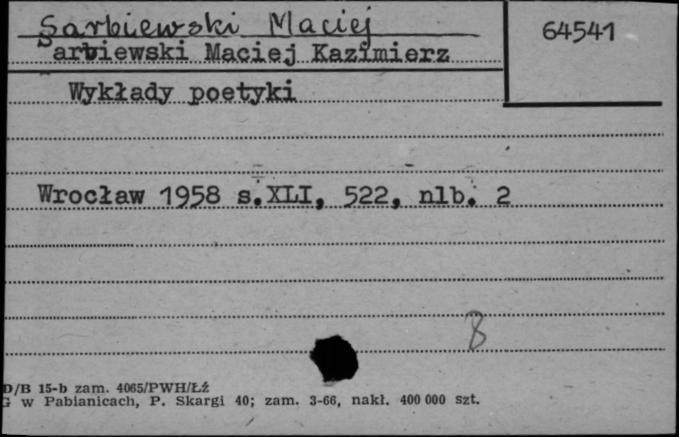 Sarbiewski Maciej
64541
Sarbiewski Maciej Kazimierz
Wykłady poetyki
Wrocław 1958 s.XLI, 522, nlb. 2
B
D/B 15-b zam. 4065/PWH/Łź
G w Pabianicach, P. Skargi 40; zam. 3-66, nakł. 400 000 szt.